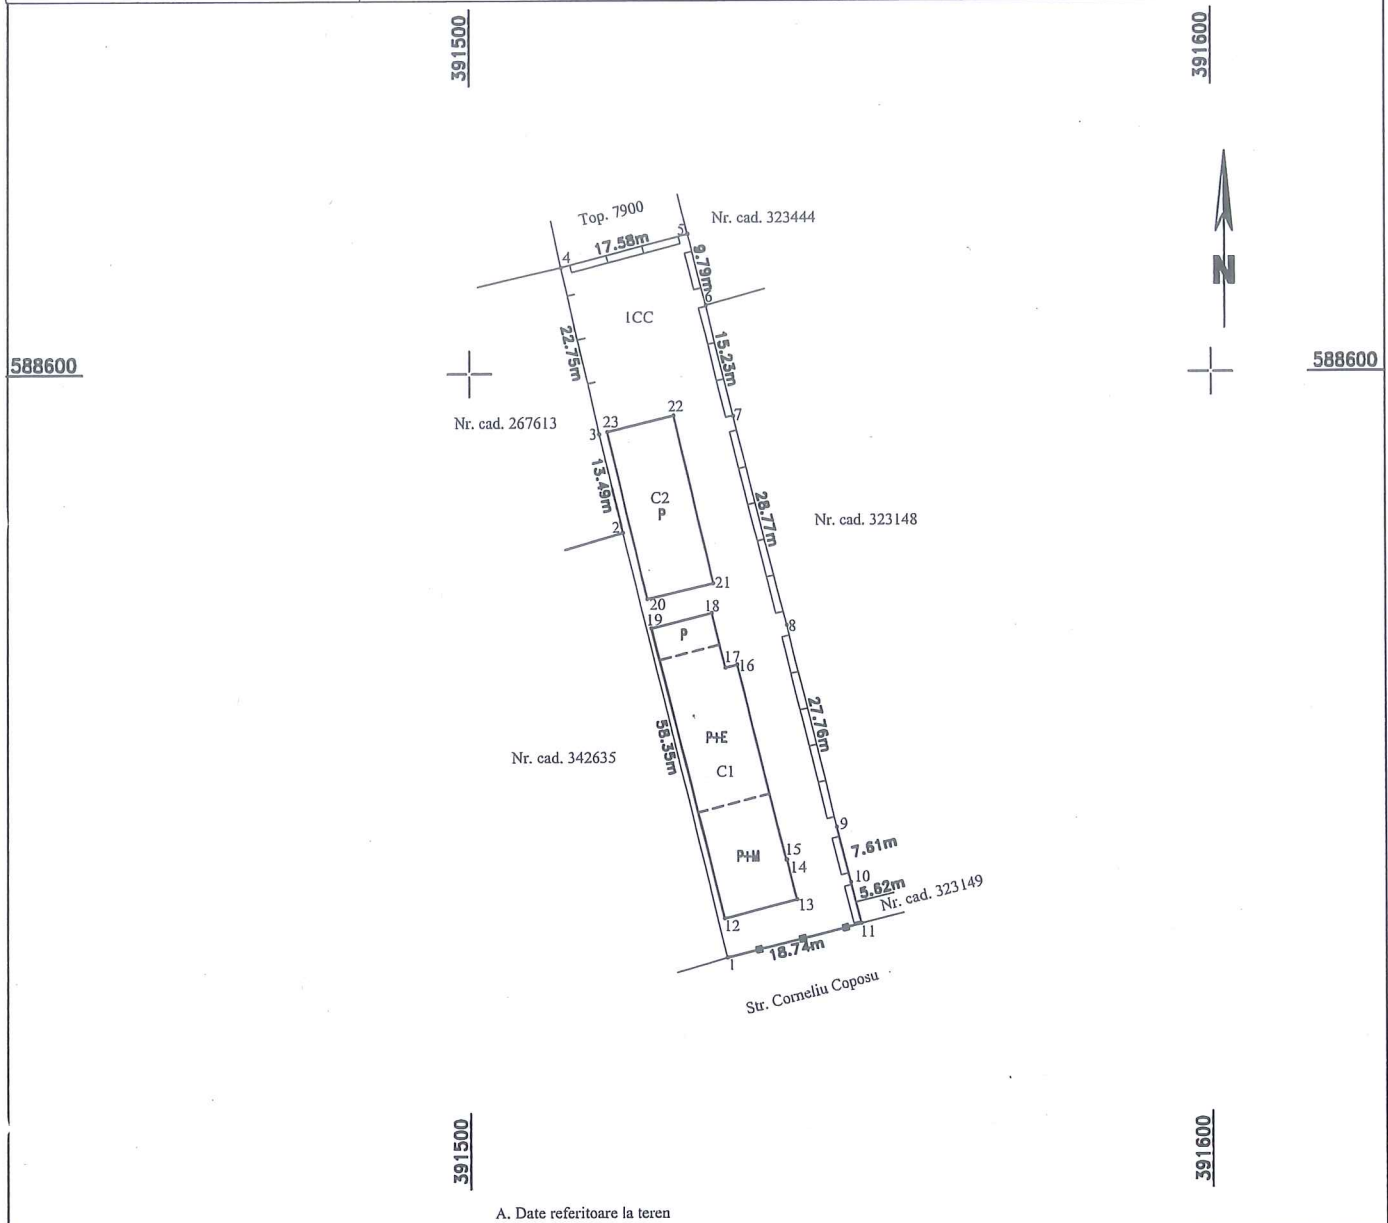 391500
391600
Top. 7900
Nr. cad. 323444
5
17.58m
4
9.79m
N
6
1CC
22.75m
15.23m
588600
588600
22
7
23
Nr. cad. 267613
3
13.49m
C2
P
28.77m
Nr. cad. 323148
2
21
20
18
19
8
P
17
16
58.35m
27.76m
P+E
Nr. cad. 342635
C1
9
7.61m
15
P+M
14
10
5.62m
Nr. cad. 323149
13
12
11
18.74m
1
Str. Corneliu Coposu
391500
391600
A. Date referitoare la teren